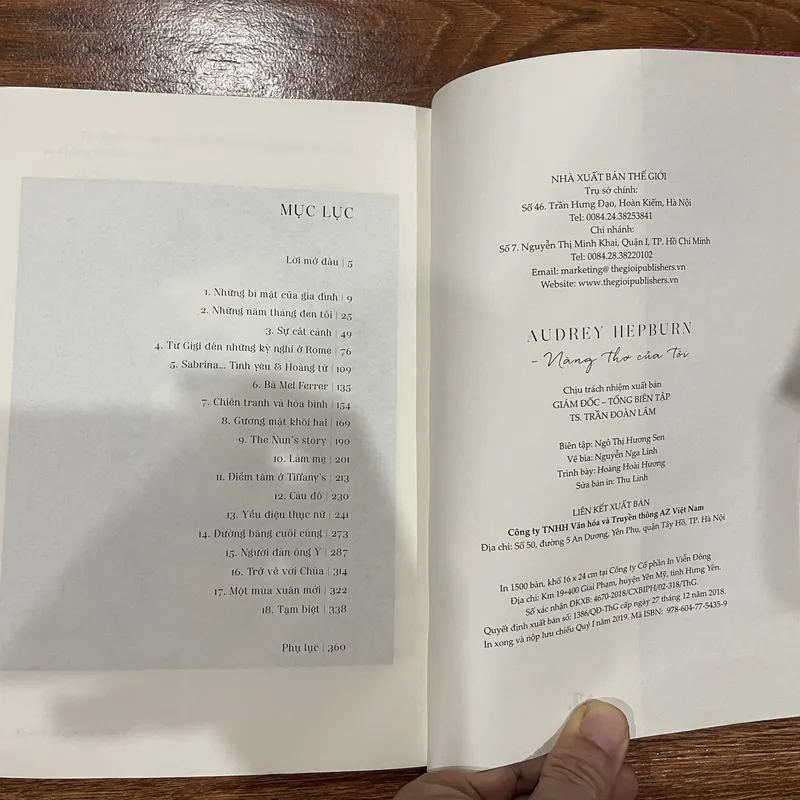 MỤC LỤC
Lời mở đầu | 5
1. Những bí mật của gia đình | 9
2. Những năm tháng đen tối | 25
3. Sự cất cánh | 49
4. Từ Gigi đến những kỳ nghỉ ở Rome | 76
5. Sabrina... Tình yêu & Hoàng tử | 109
6. Bà Mel Ferrer | 135
7. Chiến tranh và hòa bình | 154
8. Gương mặt khôi hài | 169
9. The Nun's story | 190
10. Làm mẹ | 201
11. Điểm tâm ở Tiffany's | 213
12. Câu đố | 230
13. Yểu điệu thục nữ | 241
14. Đường băng cuối cùng | 273
15. Người đàn ông Ý | 287
16. Trở về với Chúa | 314
17. Một mùa xuân mới | 322
18. Tạm biệt | 338
Phụ lục | 360
NHÀ XUẤT BẢN THẾ GIỚI
Trụ sở chính:
Số 46. Trần Hưng Đạo, Hoàn Kiếm, Hà Nội
Tel: 0084.24.38253841
Chi nhánh:
Số 7. Nguyễn Thị Minh Khai, Quận I, TP. Hồ Chí Minh
Tel: 0084.28.38220102
Email: marketing@ thegioipublishers.vn
Website: www.thegioipublishers.vn
AUDREY HEPBURN
- Nàng thơ của tôi
Chịu trách nhiệm xuất bản
GIÁM ĐỐC – TỔNG BIÊN TẬP
TS. TRẦN ĐOÀN LÂM
Biên tập: Ngô Thị Hương Sen
Vẽ bìa: Nguyễn Nga Linh
Trình bày: Hoàng Hoài Hương
Sửa bản in: Thu Linh
LIÊN KẾT XUẤT BẢN
Công ty TNHH Văn hóa và Truyền thông AZ Việt Nam
Địa chỉ: Số 50, đường 5 An Dương, Yên Phụ, quận Tây Hồ, TP. Hà Nội
In 1500 bản, khổ 16 x 24 cm tại Công ty Cổ phần In Viễn Đông
Địa chỉ: Km 19+400 Giai Phạm, huyện Yên Mỹ, tỉnh Hưng Yên.
Số xác nhận ĐKXB: 4670-2018/CXBIPH/02-318/ThG.
Quyết định xuất bản số: 1386/QĐ-ThG cấp ngày 27 tháng 12 năm 2018.
In xong và nộp lưu chiểu Quý I năm 2019. Mã ISBN: 978-604-77-5435-9